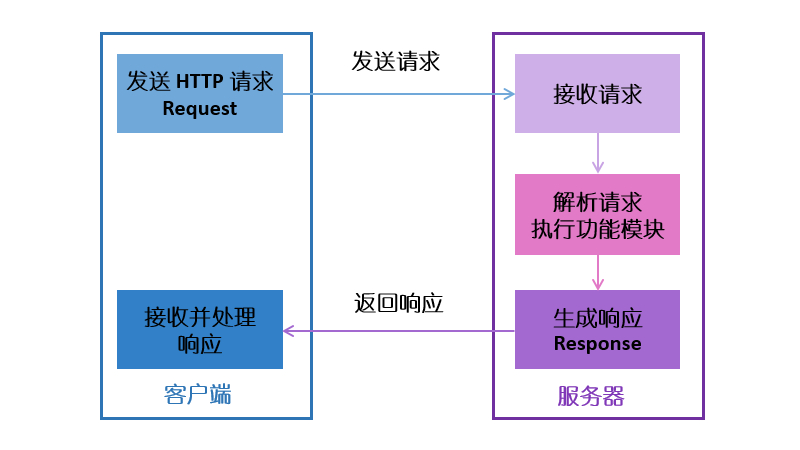 发送 HTTP 请求
Request
发送请求
接收请求
解析请求
执行功能模块
接收并处理
响应
返回响应
生成响应
Response
客户端
服务器